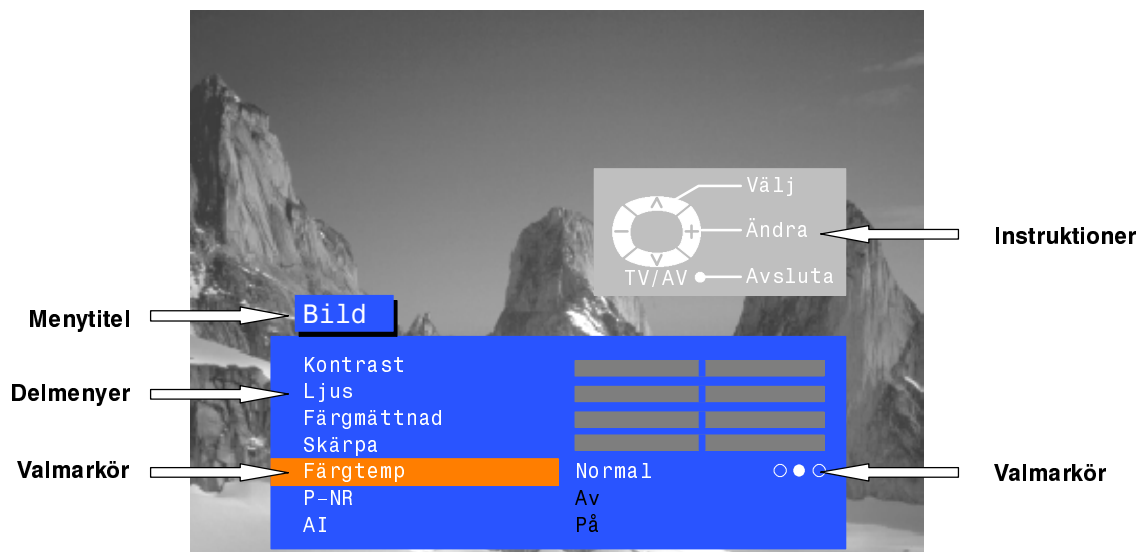 Välj
Ändra
TV/AV Avsluta
Instruktioner
Menytitel
Bild
Delmenyer
Kontrast
Ljus
Färgmättnad
Skärpa
Valmarkör
Färgtemp Normal
Valmarkör
P-NR Av
AI På